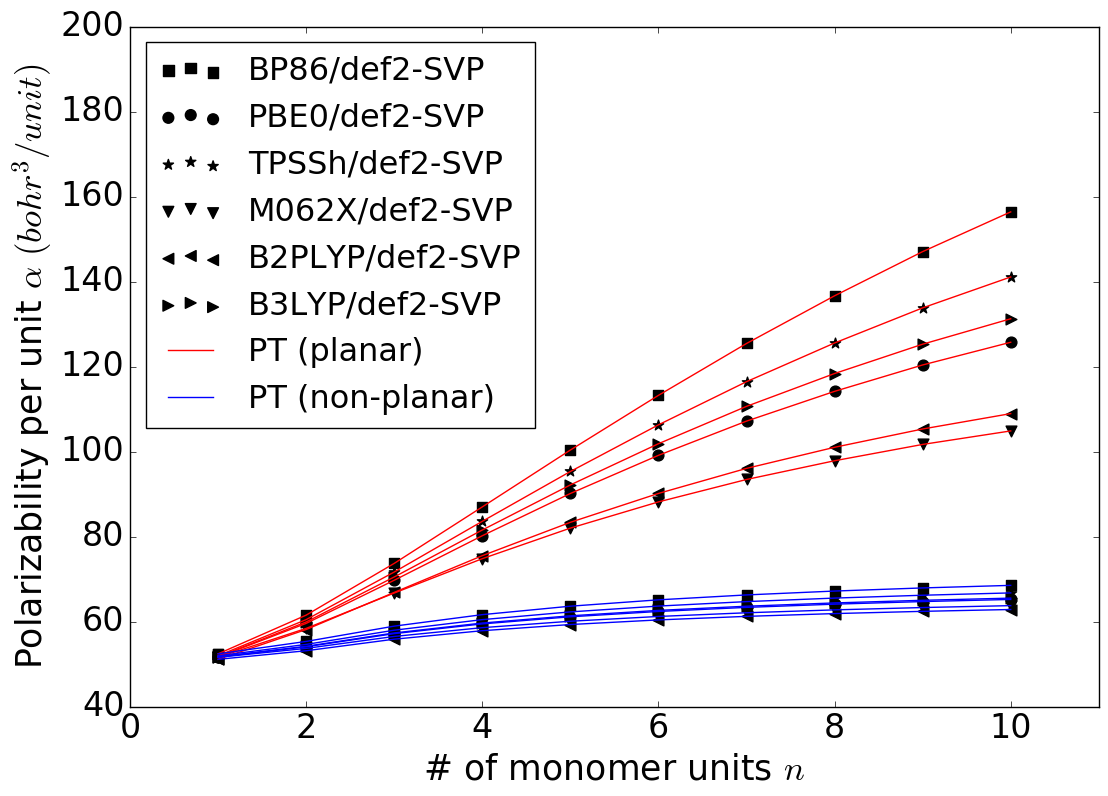 200
180
160
140
120
100
80
60
40
Polarizability per unit α (bohr³/unit)
BP86/def2-SVP
PBE0/def2-SVP
TPSSh/def2-SVP
M062X/def2-SVP
B2PLYP/def2-SVP
B3LYP/def2-SVP
PT (planar)
PT (non-planar)
0 2 4 6 8 10
# of monomer units n